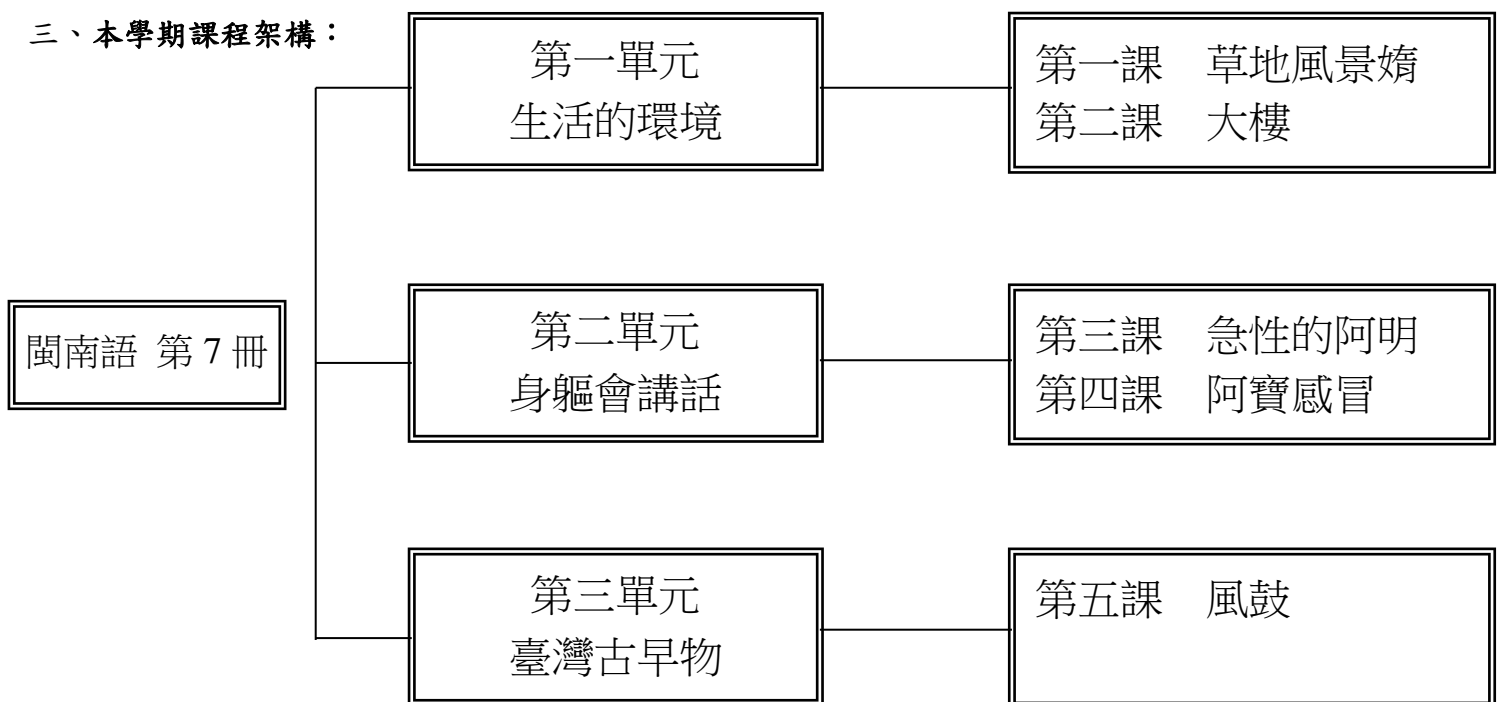 三、本學期課程架構：
第一單元
生活的環境
第一課　草地風景媠
第二課　大樓
閩南語 第 7 冊
第二單元
身軀會講話
第三課　急性的阿明
第四課　阿寶感冒
第三單元
臺灣古早物
第五課　風鼓